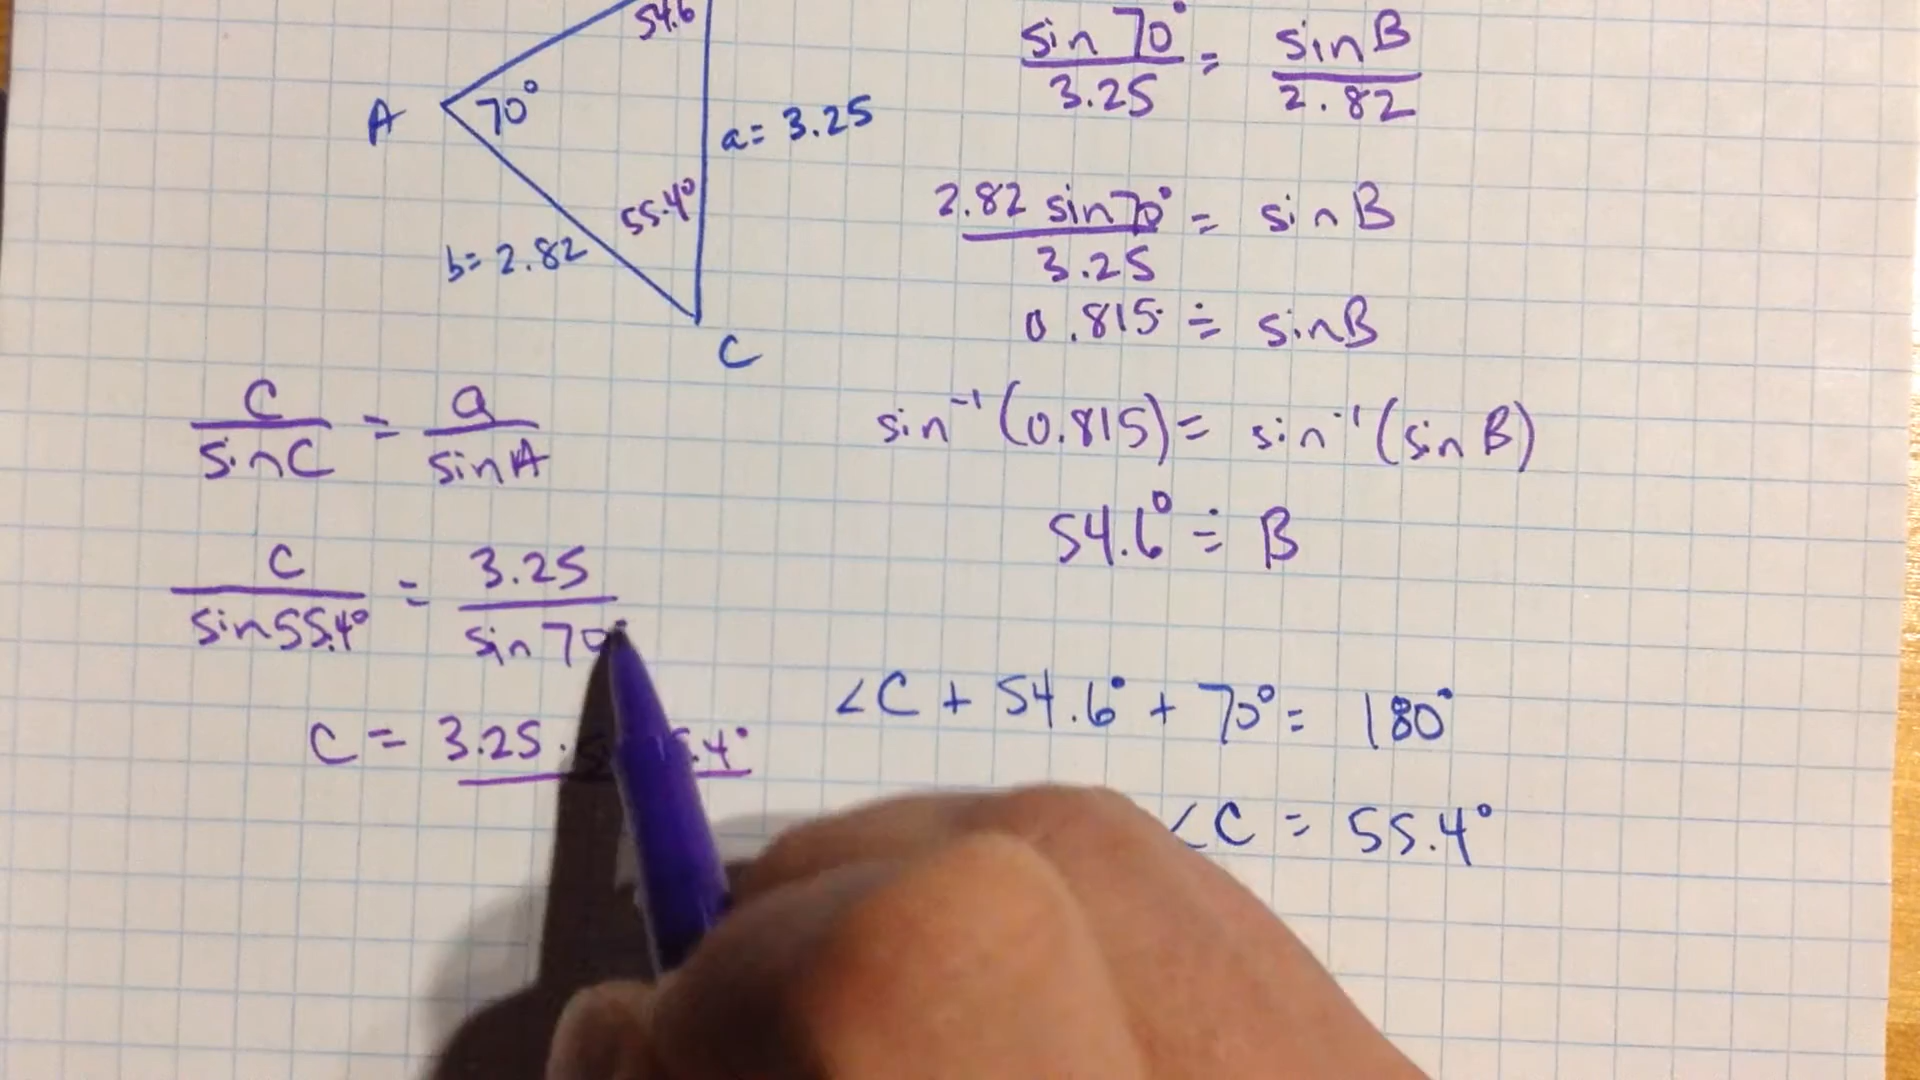 54.6
A 70°
a = 3.25
55.4°
b = 2.82
C
sin 70° / 3.25 = sin B / 2.82
2.82 sin 70° / 3.25 = sin B
0.815 ≐ sin B
sin⁻¹(0.815) = sin⁻¹(sin B)
54.6° ≐ B
c / sin C = a / sin A
c / sin 55.4° = 3.25 / sin 70°
c = 3.25 · .4°
<C + 54.6° + 70° = 180°
<C = 55.4°